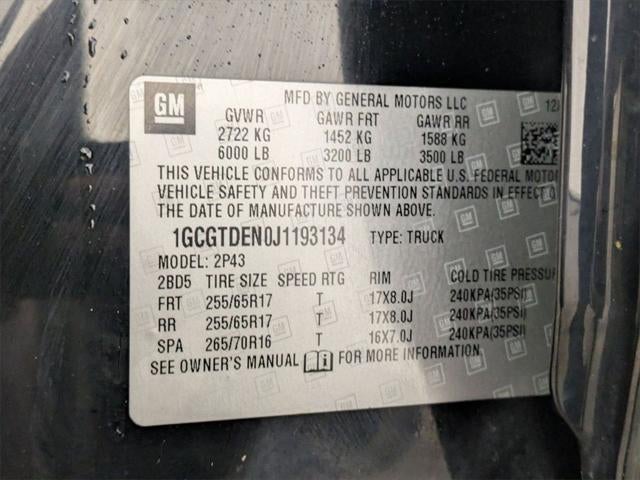 GM MFD BY GENERAL MOTORS LLC 12/
GVWR GAWR FRT GAWR RR
2722 KG 1452 KG 1588 KG
6000 LB 3200 LB 3500 LB
THIS VEHICLE CONFORMS TO ALL APPLICABLE U.S. FEDERAL MOTO
VEHICLE SAFETY AND THEFT PREVENTION STANDARDS IN EFFECT O
THE DATE OF MANUFACTURE SHOWN ABOVE.
1GCGTDEN0J1193134 TYPE: TRUCK
MODEL: 2P43
2BD5 TIRE SIZE SPEED RTG RIM COLD TIRE PRESSUR
FRT 255/65R17 T 17X8.0J 240KPA(35PSI)
RR 255/65R17 T 17X8.0J 240KPA(35PSI)
SPA 265/70R16 T 16X7.0J 240KPA(35PSI)
SEE OWNER'S MANUAL FOR MORE INFORMATION